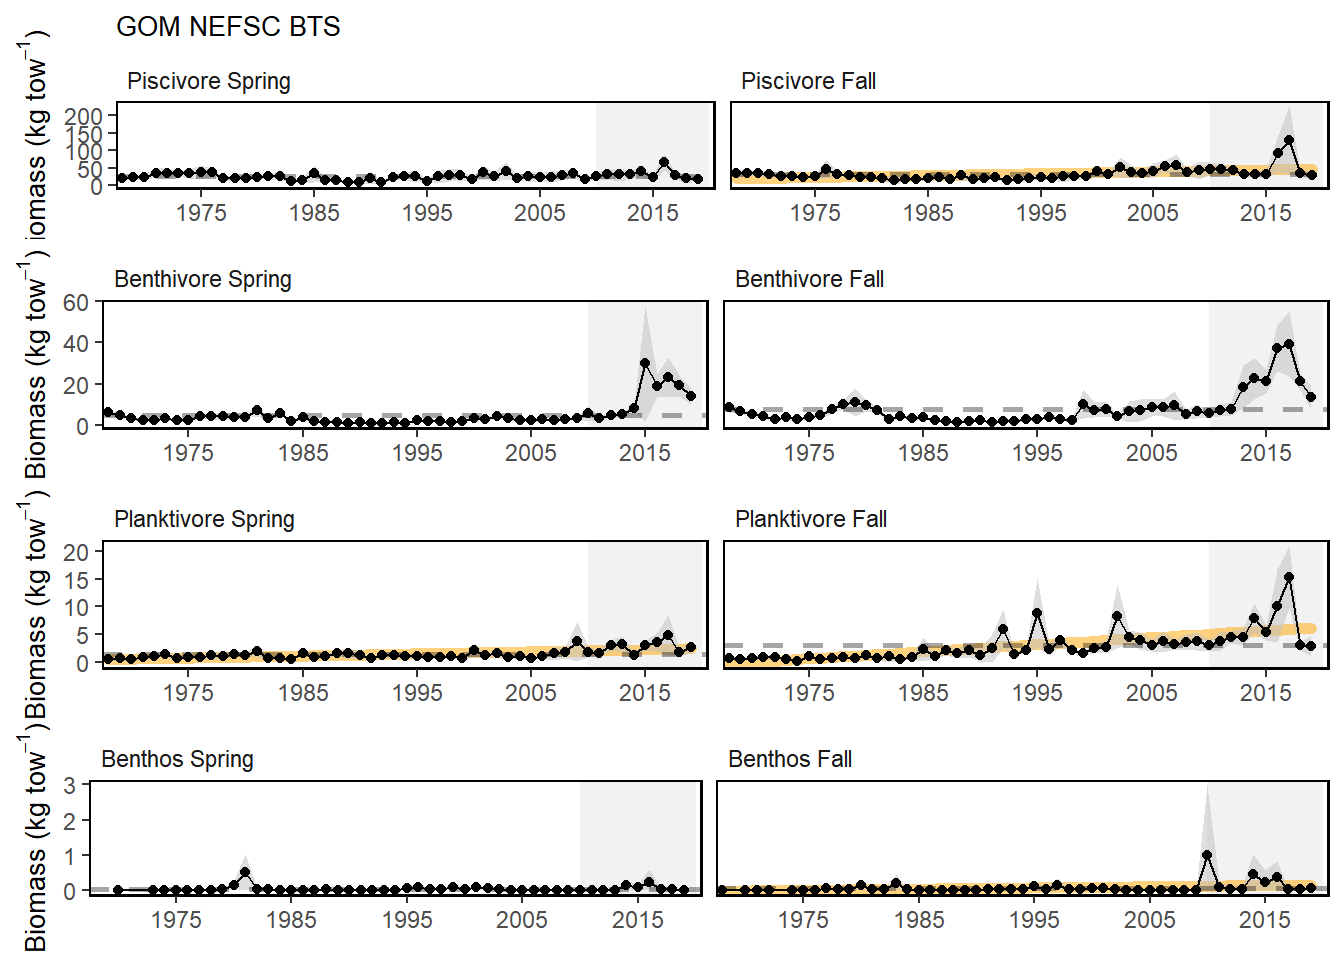 GOM NEFSC BTS
Piscivore Spring
Piscivore Fall
iomass (kg tow⁻¹)
200
150
100
50
0
1975 1985 1995 2005 2015
1975 1985 1995 2005 2015
Benthivore Spring
Benthivore Fall
Biomass (kg tow⁻¹)
60
40
20
0
1975 1985 1995 2005 2015
1975 1985 1995 2005 2015
Planktivore Spring
Planktivore Fall
Biomass (kg tow⁻¹)
20
15
10
5
0
1975 1985 1995 2005 2015
1975 1985 1995 2005 2015
Benthos Spring
Benthos Fall
Biomass (kg tow⁻¹)
3
2
1
0
1975 1985 1995 2005 2015
1975 1985 1995 2005 2015